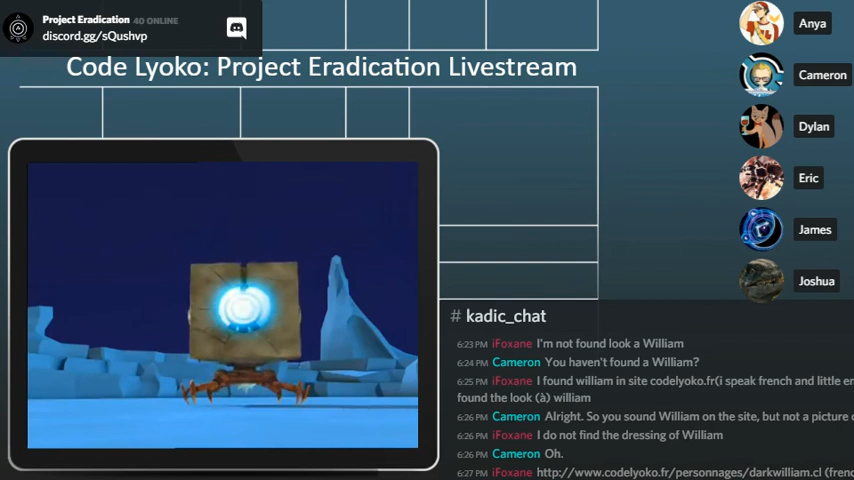 Project Eradication 40 ONLINE
discord.gg/sQushvp
Code Lyoko: Project Eradication Livestream
Anya
Cameron
Dylan
Eric
James
Joshua
# kadic_chat
6:23 PM iFoxane I'm not found look a William
6:24 PM Cameron You haven't found a William?
6:25 PM iFoxane I found william in site codelyoko.fr(i speak french and little en
found the look (à) william
6:26 PM Cameron Alright. So you sound William on the site, but not a picture o
6:26 PM iFoxane I do not find the dressing of William
6:26 PM Cameron Oh.
6:27 PM iFoxane http://www.codelyoko.fr/personnages/darkwilliam.cl (fren